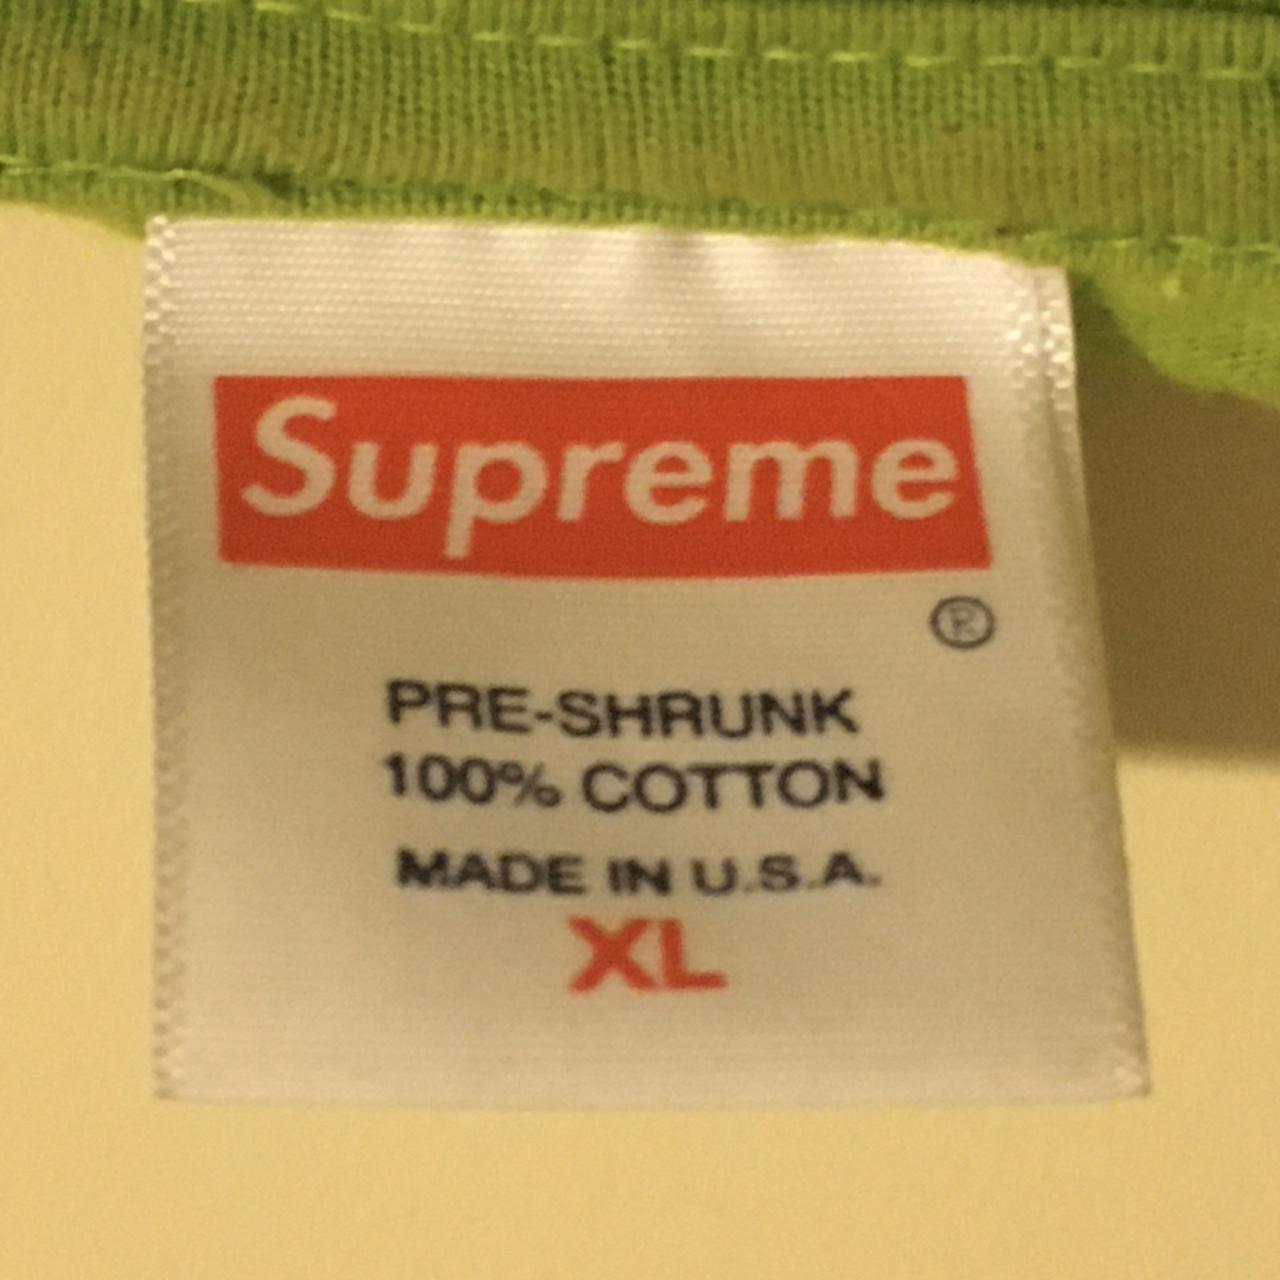 Supreme
®
PRE-SHRUNK
100% COTTON
MADE IN U.S.A.
XL